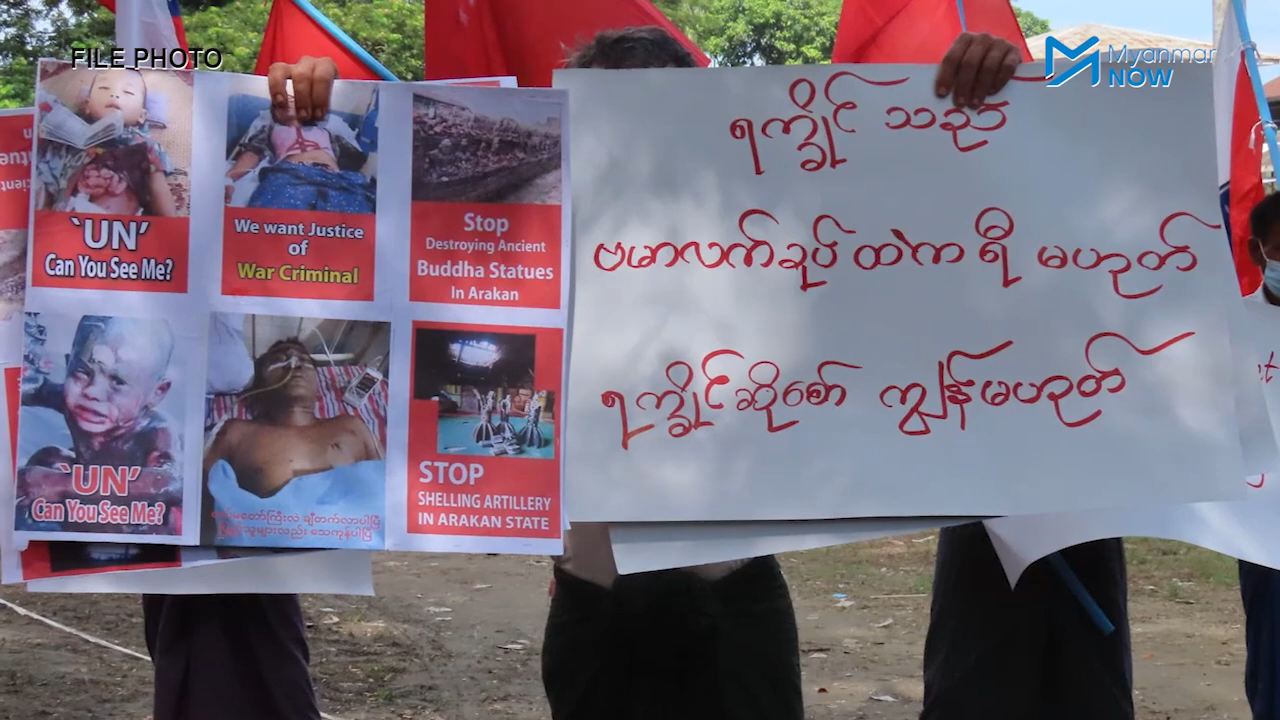 FILE PHOTO
Myanmar
NOW
'UN'
Can You See Me?
We want Justice
of
War Criminal
Stop
Destroying Ancient
Buddha Statues
In Arakan
'UN'
Can You See Me?
STOP
SHELLING ARTILLERY
IN ARAKAN STATE
ရက္ခိုင် သည်
ဗမာလက်ခုပ်ထဲက ရီ မဟုတ်
ရက္ခိုင်ဆိုစော် ကျွန်မဟုတ်